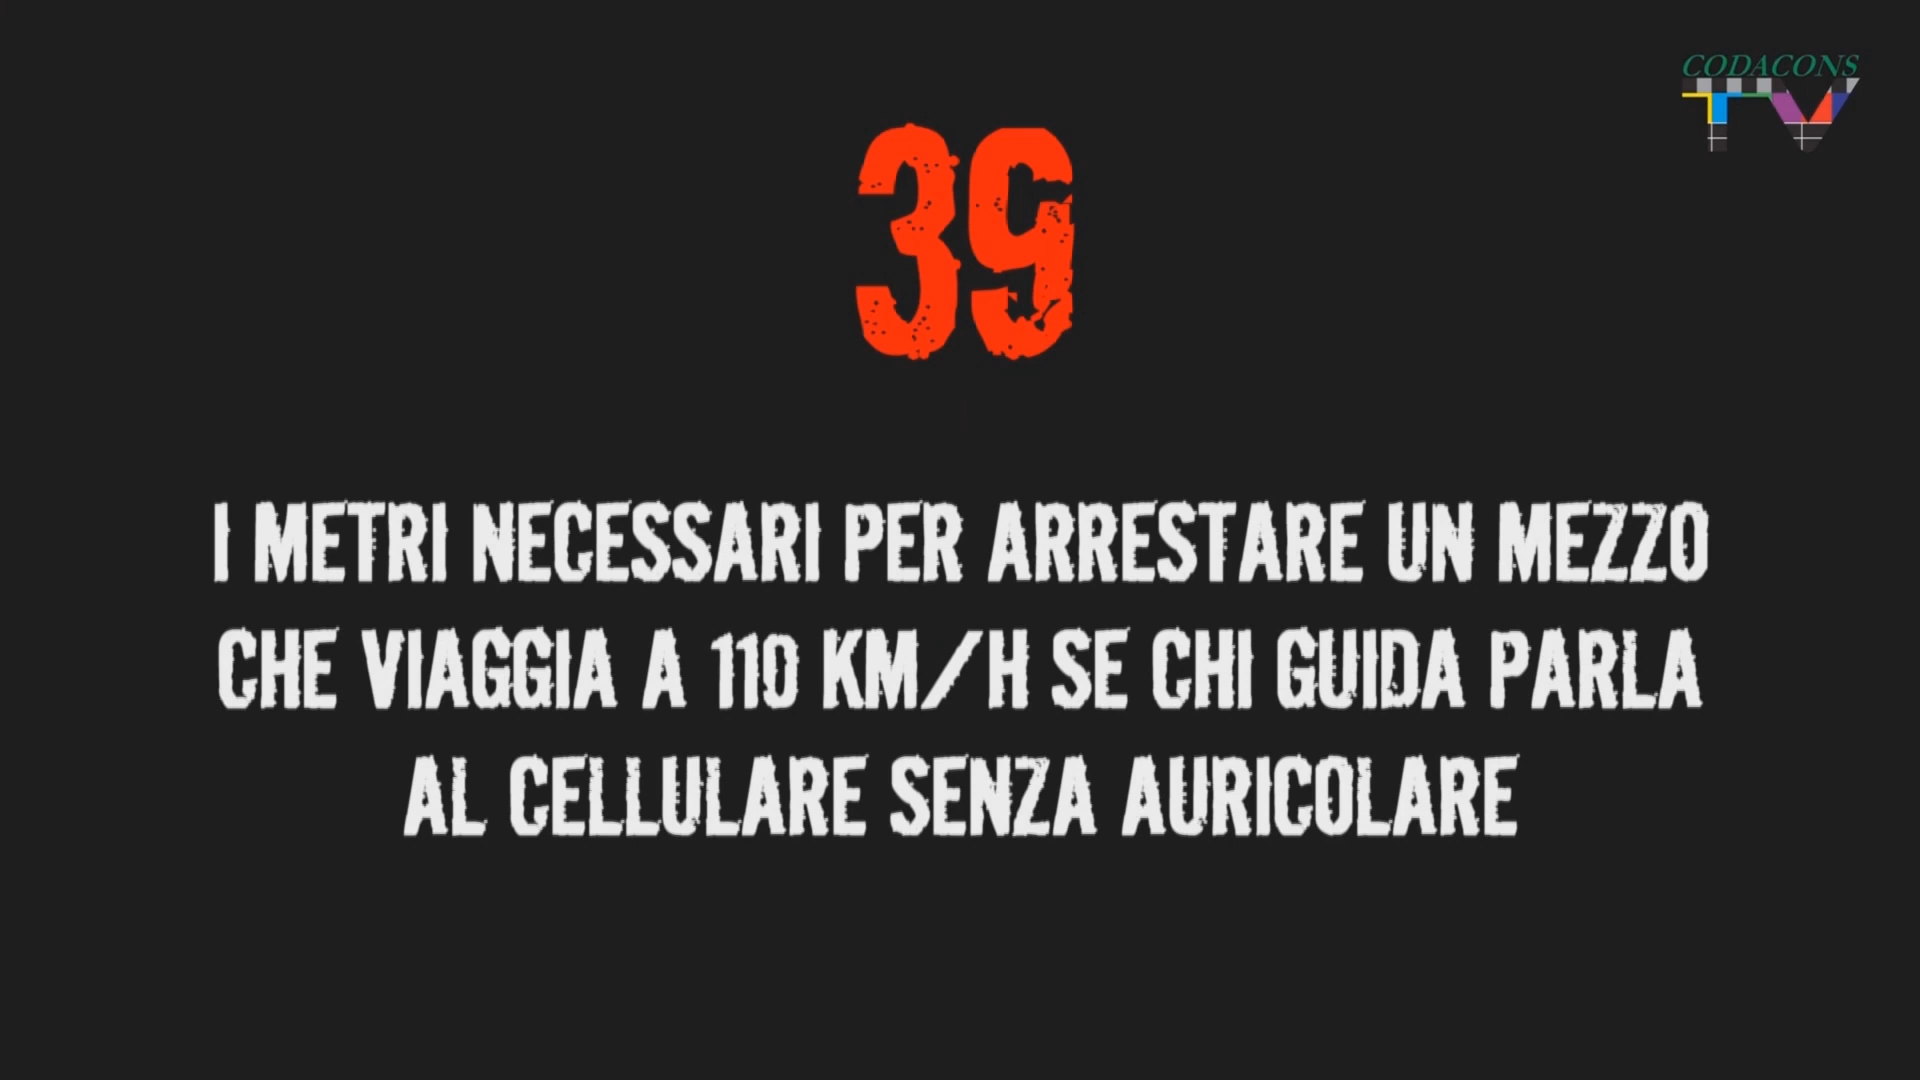 CODACONS
TV
39
I METRI NECESSARI PER ARRESTARE UN MEZZO
CHE VIAGGIA A 110 KM/H SE CHI GUIDA PARLA
AL CELLULARE SENZA AURICOLARE